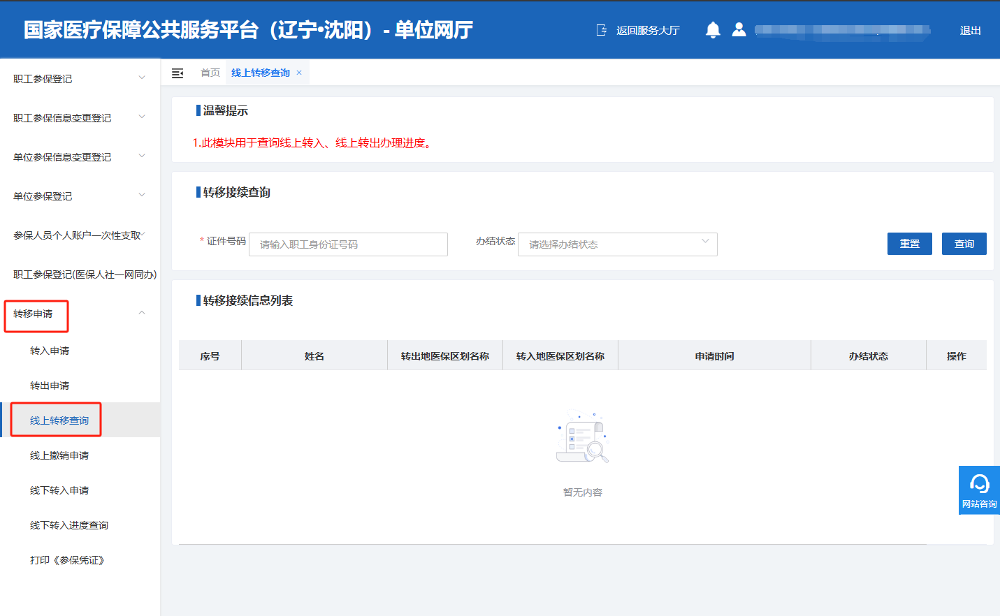 国家医疗保障公共服务平台（辽宁•沈阳）- 单位网厅
返回服务大厅
退出
职工参保登记
职工参保信息变更登记
单位参保信息变更登记
单位参保登记
参保人员个人账户一次性支取
职工参保登记(医保人社一网同办)
转移申请
转入申请
转出申请
线上转移查询
线上撤销申请
线下转入申请
线下转入进度查询
打印《参保凭证》
首页 线上转移查询 ×
温馨提示
1.此模块用于查询线上转入、线上转出办理进度。
转移接续查询
* 证件号码 请输入职工身份证号码 办结状态 请选择办结状态 重置 查询
转移接续信息列表
序号 姓名 转出地医保区划名称 转入地医保区划名称 申请时间 办结状态 操作
暂无内容
网站咨询